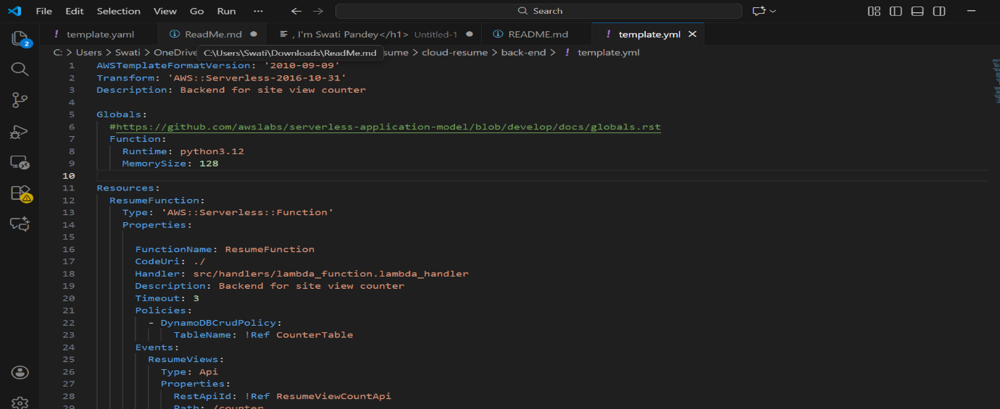 File Edit Selection View Go Run ··· Search
template.yaml ReadMe.md , I'm Swati Pandey</h1> Untitled-1 README.md template.yml
C: > Users > Swati > OneDrive sume > cloud-resume > back-end > template.yml
C:\Users\Swati\Downloads\ReadMe.md
2
1 AWSTemplateFormatVersion: '2010-09-09'
2 Transform: 'AWS::Serverless-2016-10-31'
3 Description: Backend for site view counter
4
5 Globals:
6 #https://github.com/awslabs/serverless-application-model/blob/develop/docs/globals.rst
7 Function:
8 Runtime: python3.12
9 MemorySize: 128
10
11 Resources:
12 ResumeFunction:
13 Type: 'AWS::Serverless::Function'
14 Properties:
15
16 FunctionName: ResumeFunction
17 CodeUri: ./
18 Handler: src/handlers/lambda_function.lambda_handler
19 Description: Backend for site view counter
20 Timeout: 3
21 Policies:
22 - DynamoDBCrudPolicy:
23 TableName: !Ref CounterTable
24 Events:
25 ResumeViews:
26 Type: Api
27 Properties:
28 RestApiId: !Ref ResumeViewCountApi
29 Path: /counter